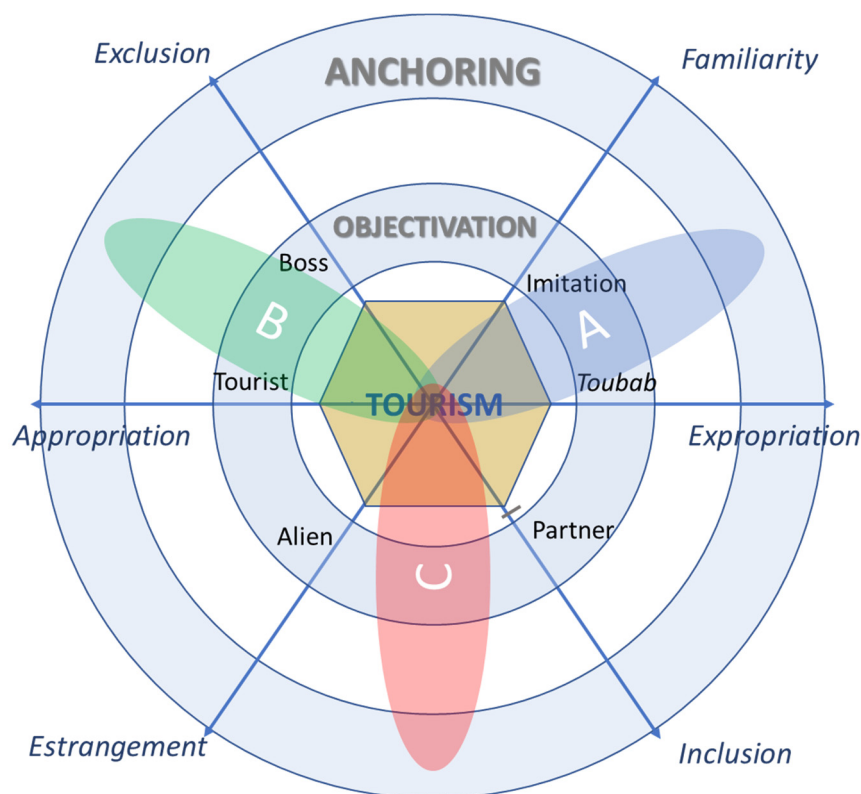 Exclusion
ANCHORING
Familiarity
OBJECTIVATION
Boss
Imitation
B
A
Tourist
TOURISM
Toubab
Appropriation
Expropriation
Alien
Partner
C
Estrangement
Inclusion